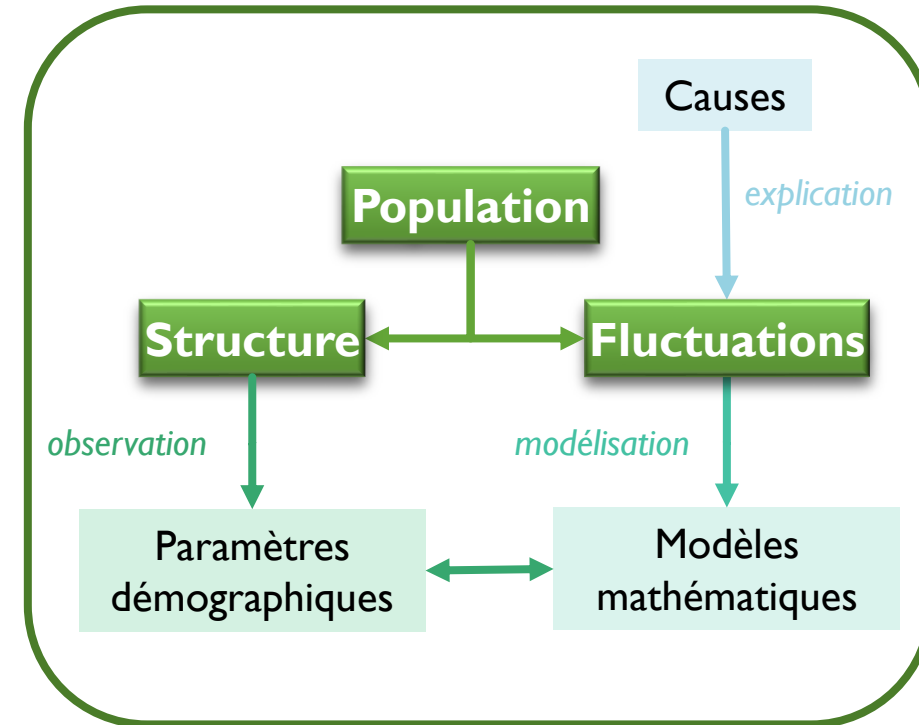 Causes
explication
Population
Structure
Fluctuations
observation
modélisation
Paramètres
démographiques
Modèles
mathématiques